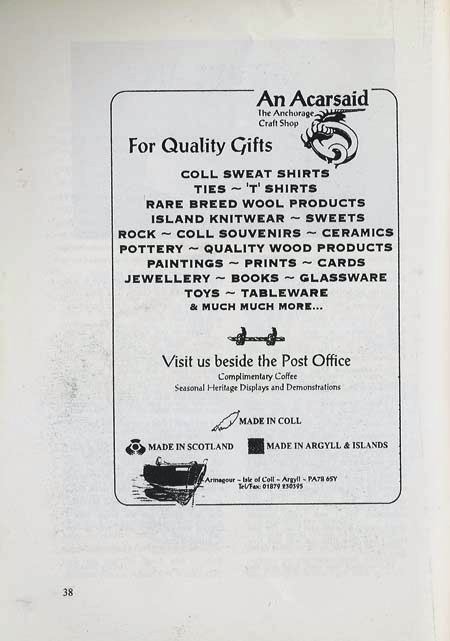 An Acarsaid
The Anchorage
Craft Shop
For Quality Gifts
COLL SWEAT SHIRTS
TIES ~ 'T' SHIRTS
RARE BREED WOOL PRODUCTS
ISLAND KNITWEAR ~ SWEETS
ROCK ~ COLL SOUVENIRS ~ CERAMICS
POTTERY ~ QUALITY WOOD PRODUCTS
PAINTINGS ~ PRINTS ~ CARDS
JEWELLERY ~ BOOKS ~ GLASSWARE
TOYS ~ TABLEWARE
& MUCH MUCH MORE...
Visit us beside the Post Office
Complimentary Coffee
Seasonal Heritage Displays and Demonstrations
MADE IN COLL
MADE IN SCOTLAND MADE IN ARGYLL & ISLANDS
Arinagour ~ Isle of Coll ~ Argyll ~ PA78 6SY
Tel/Fax: 01879 230395
38